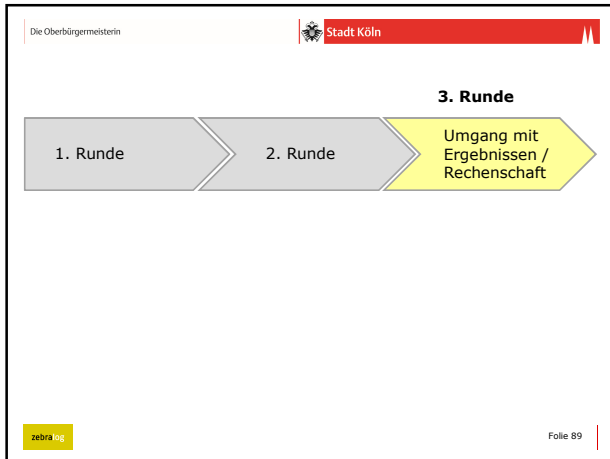 Die Oberbürgermeisterin
Stadt Köln
3. Runde
1. Runde
2. Runde
Umgang mit
Ergebnissen /
Rechenschaft
zebralog
Folie 89